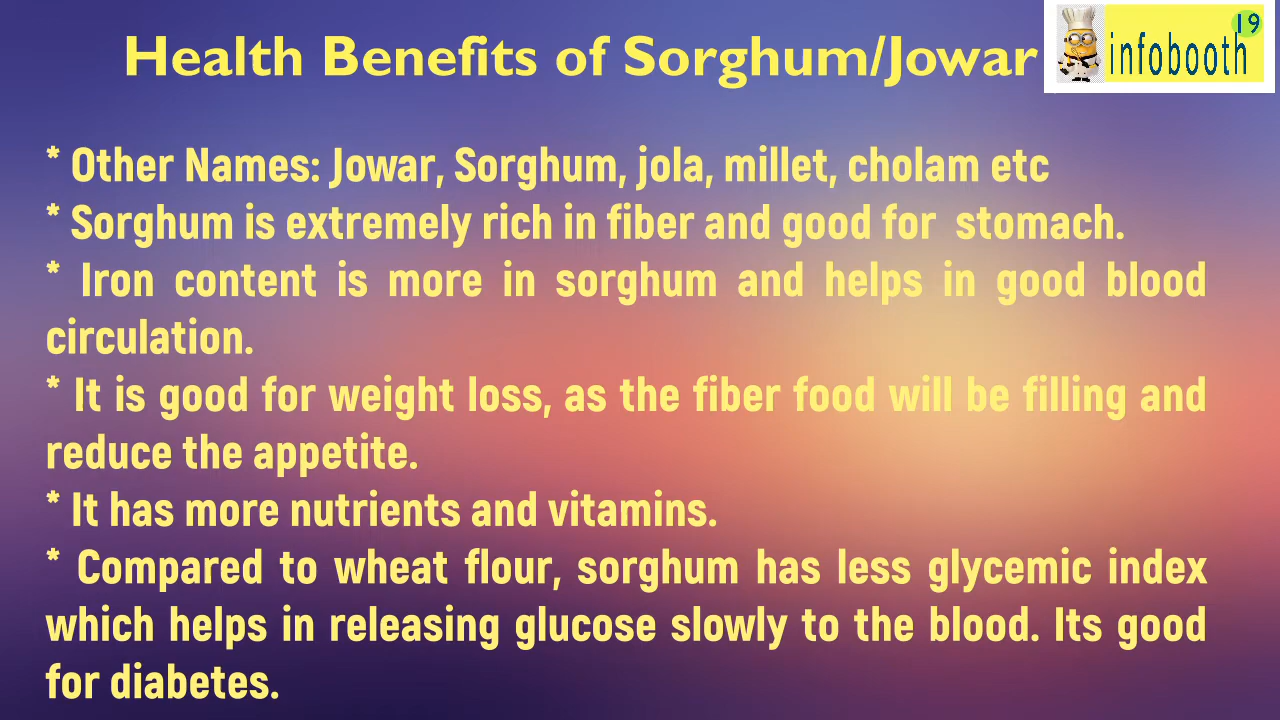 Health Benefits of Sorghum/Jowar
19
infobooth
* Other Names: Jowar, Sorghum, jola, millet, cholam etc
* Sorghum is extremely rich in fiber and good for stomach.
* Iron content is more in sorghum and helps in good blood
circulation.
* It is good for weight loss, as the fiber food will be filling and
reduce the appetite.
* It has more nutrients and vitamins.
* Compared to wheat flour, sorghum has less glycemic index
which helps in releasing glucose slowly to the blood. Its good
for diabetes.